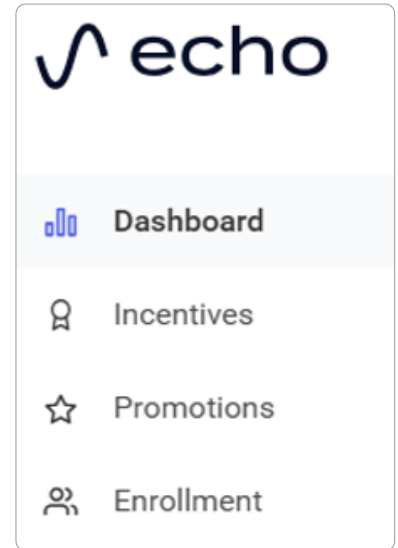 echo
Dashboard
Incentives
Promotions
Enrollment